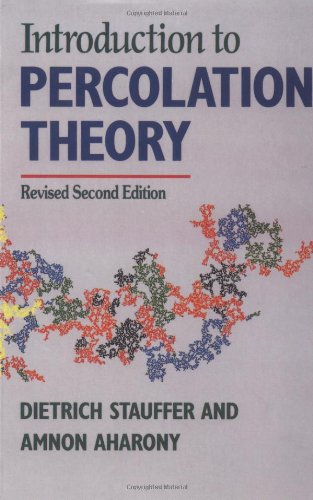 Introduction to
PERCOLATION
THEORY
Revised Second Edition
DIETRICH STAUFFER AND
AMNON AHARONY